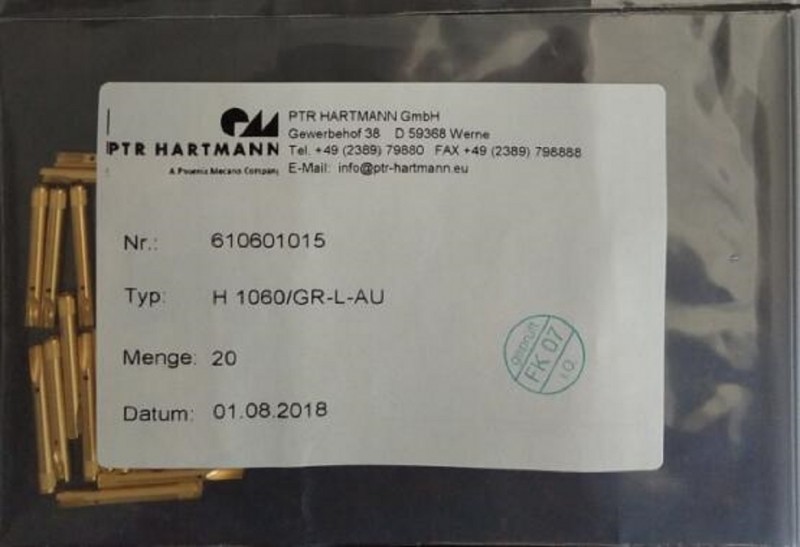 PTR HARTMANN
A Phoenix Mecano Company
PTR HARTMANN GmbH
Gewerbehof 38 D 59368 Werne
Tel. +49 (2389) 79880 FAX +49 (2389) 798888
E-Mail: info@ptr-hartmann.eu
Nr.: 610601015
Typ: H 1060/GR-L-AU
Menge: 20
Datum: 01.08.2018
geprüft
FK 07
I.O.